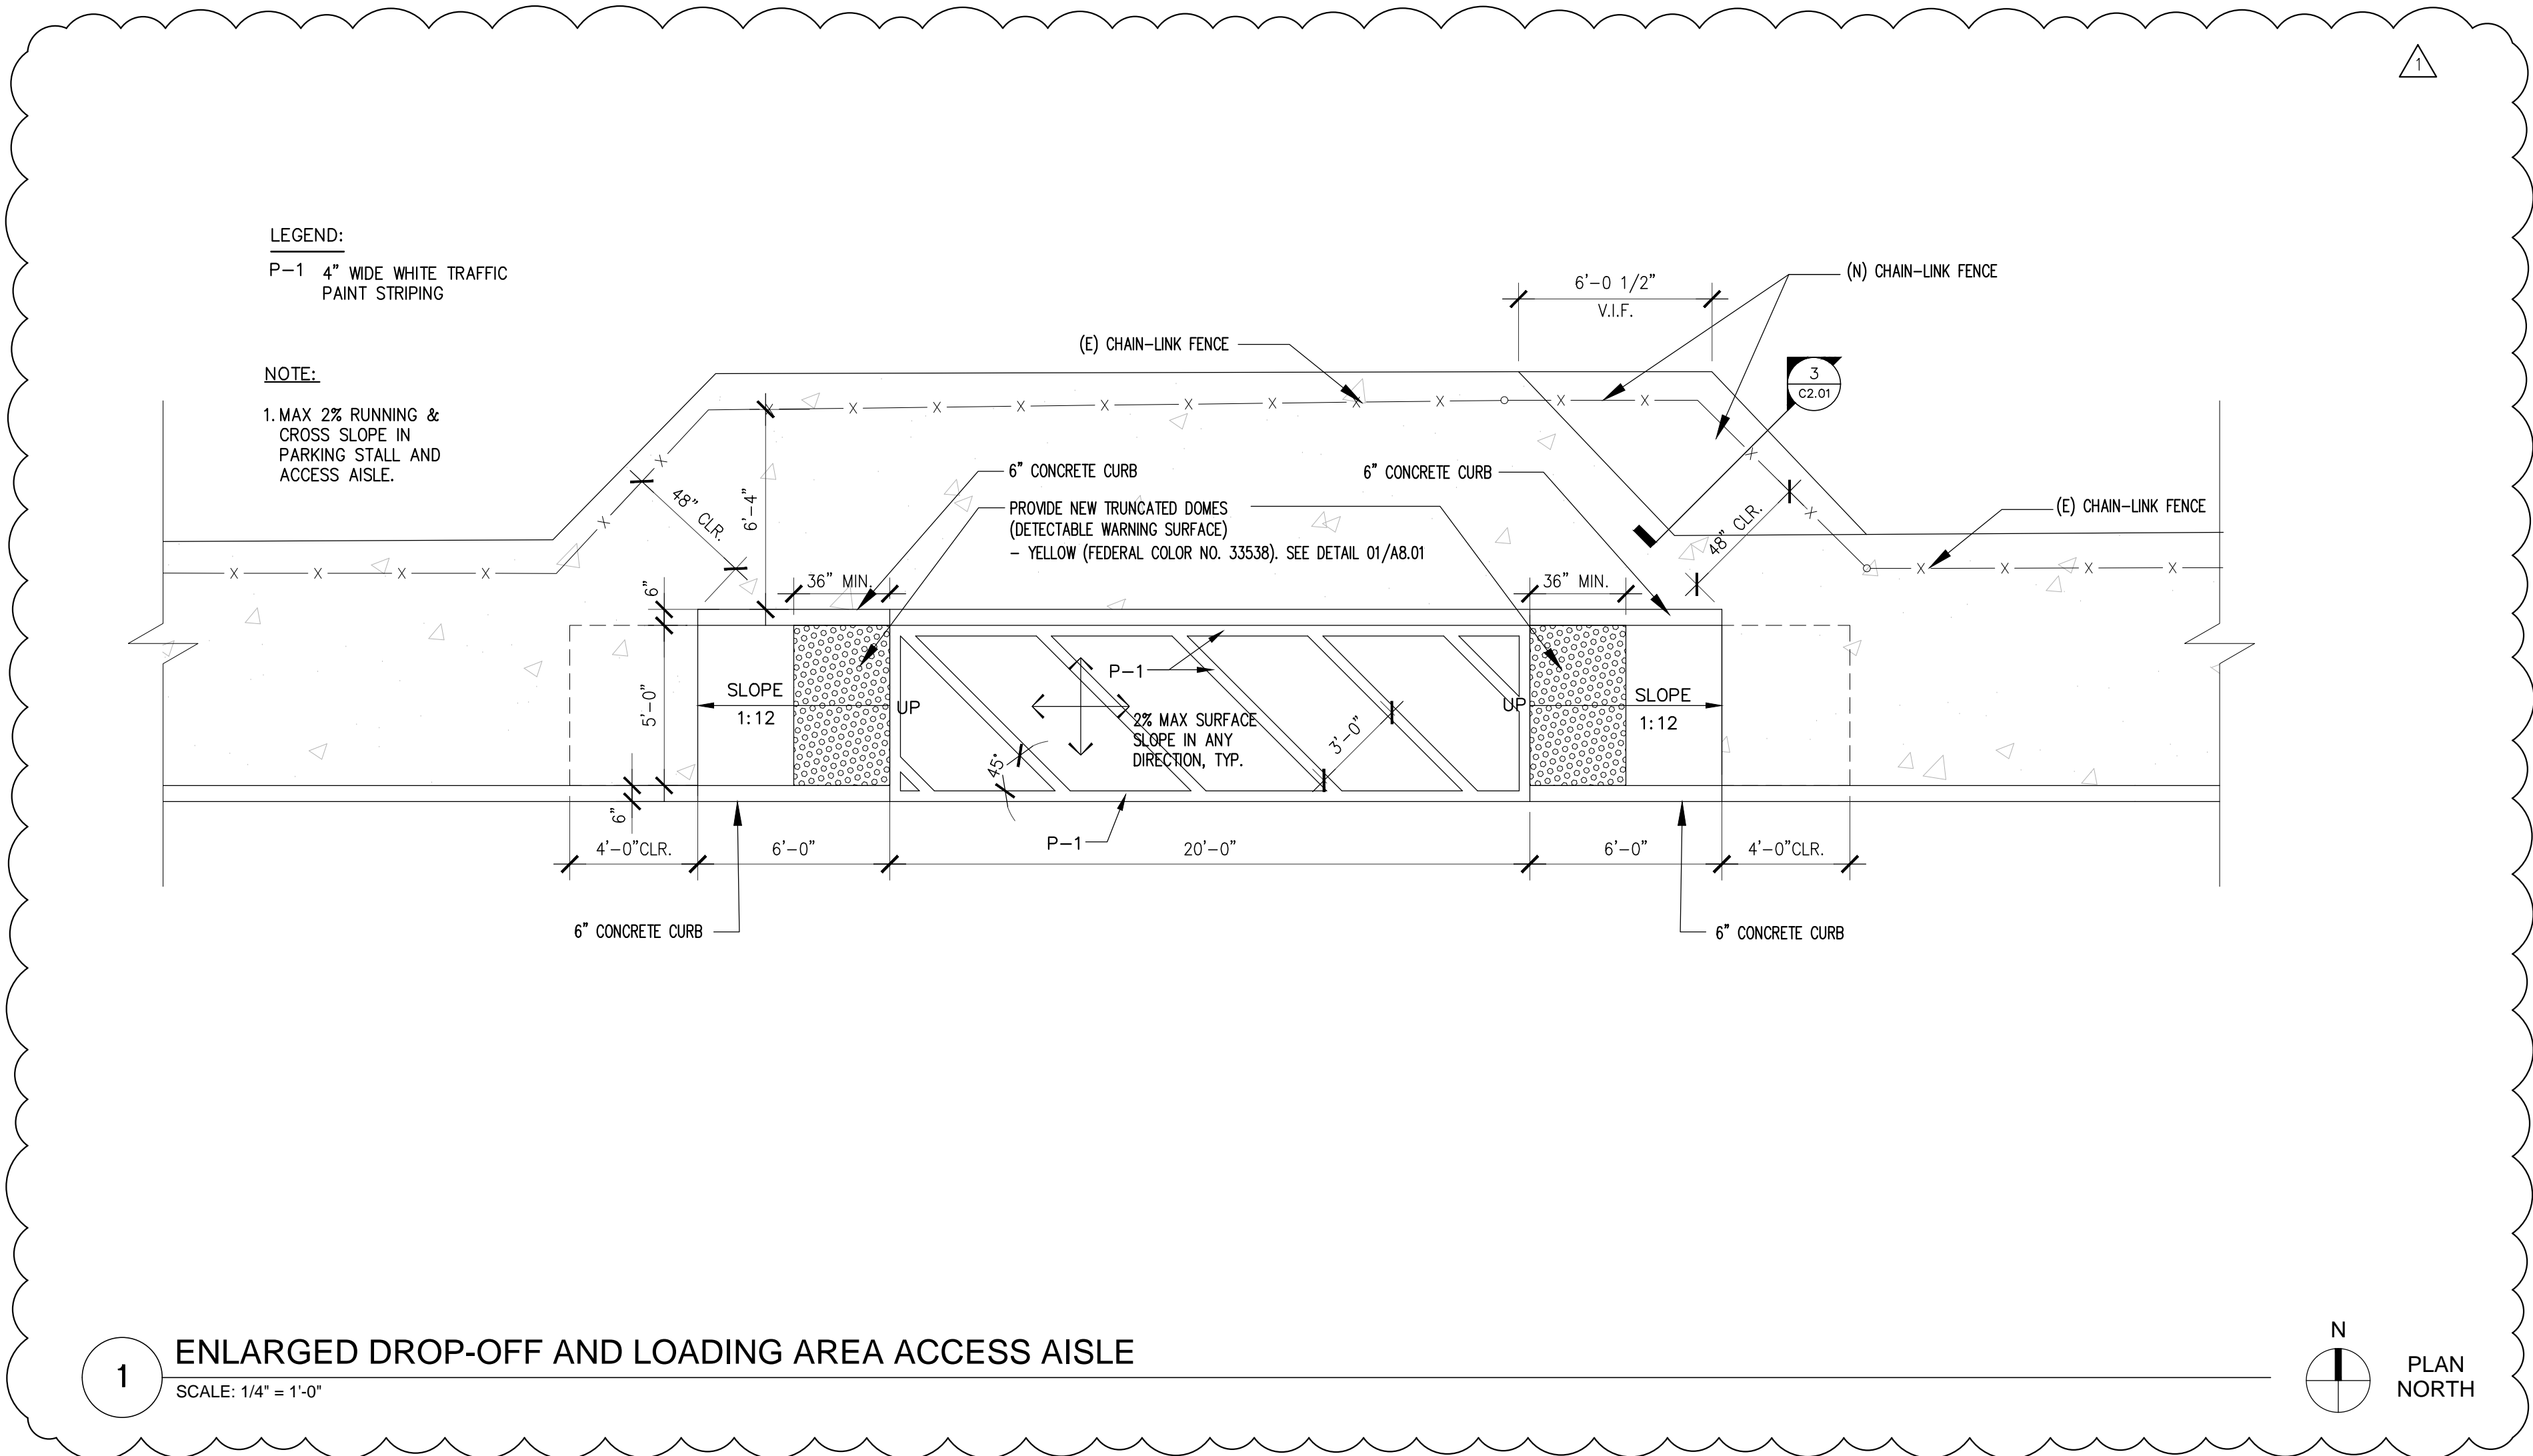 1
LEGEND:
P-1 4" WIDE WHITE TRAFFIC
PAINT STRIPING
NOTE:
1. MAX 2% RUNNING &
CROSS SLOPE IN
PARKING STALL AND
ACCESS AISLE.
6'-0 1/2"
V.I.F.
(N) CHAIN-LINK FENCE
(E) CHAIN-LINK FENCE
3
C2.01
6" CONCRETE CURB
6" CONCRETE CURB
PROVIDE NEW TRUNCATED DOMES
(DETECTABLE WARNING SURFACE)
- YELLOW (FEDERAL COLOR NO. 33538). SEE DETAIL 01/A8.01
(E) CHAIN-LINK FENCE
48" CLR.
6'-4"
48" CLR.
36" MIN.
36" MIN.
6"
5'-0"
6"
SLOPE
1:12
UP
P-1
2% MAX SURFACE
SLOPE IN ANY
DIRECTION, TYP.
45°
3'-0"
UP
SLOPE
1:12
P-1
4'-0"CLR.
6'-0"
20'-0"
6'-0"
4'-0"CLR.
6" CONCRETE CURB
6" CONCRETE CURB
1
ENLARGED DROP-OFF AND LOADING AREA ACCESS AISLE
SCALE: 1/4" = 1'-0"
N
PLAN
NORTH